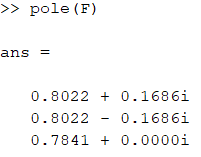 >> pole(F)
ans =
0.8022 + 0.1686i
0.8022 - 0.1686i
0.7841 + 0.0000i